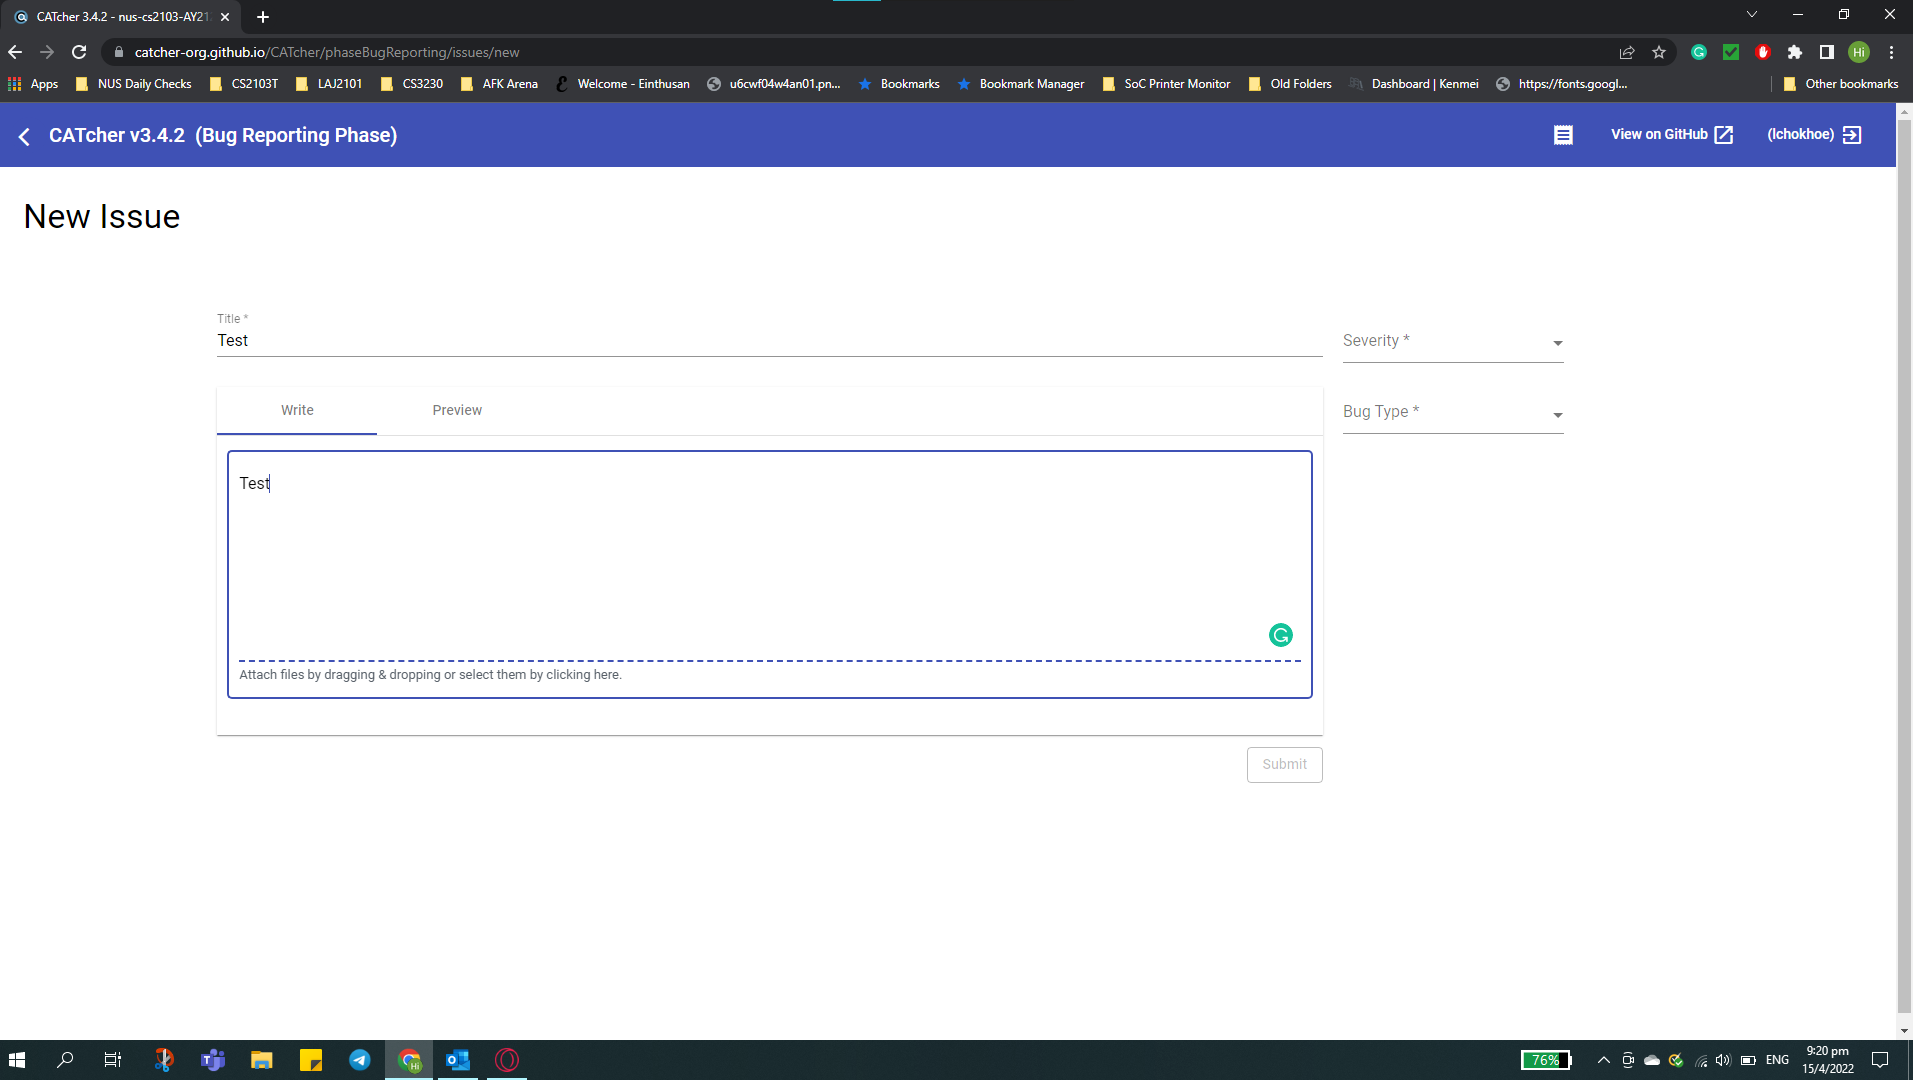 CATcher 3.4.2 - nus-cs2103-AY21
catcher-org.github.io/CATcher/phaseBugReporting/issues/new
Hi
Apps NUS Daily Checks CS2103T LAJ2101 CS3230 AFK Arena Welcome - Einthusan u6cwf04w4an01.pn... Bookmarks Bookmark Manager SoC Printer Monitor Old Folders Dashboard | Kenmei https://fonts.googl... Other bookmarks
CATcher v3.4.2 (Bug Reporting Phase)
View on GitHub
(lchokhoe)
New Issue
Title *
Test
Severity *
Write Preview
Bug Type *
Test
Attach files by dragging & dropping or select them by clicking here.
Submit
76%
ENG
9:20 pm
15/4/2022